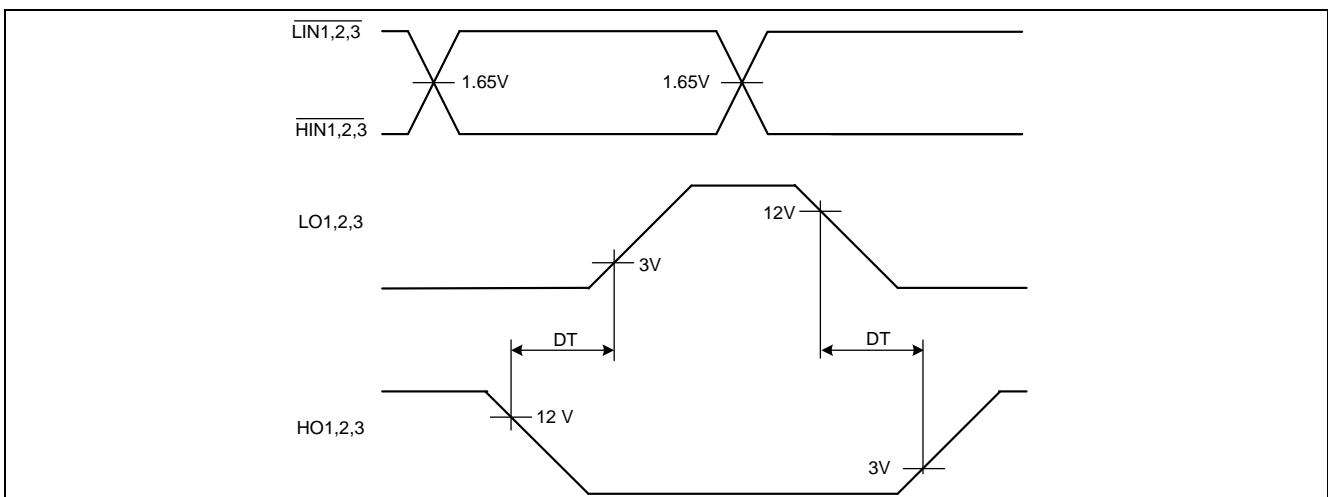 LIN1,2,3
1.65V 1.65V
HIN1,2,3
LO1,2,3
12V
3V
DT DT
12 V
HO1,2,3
3V